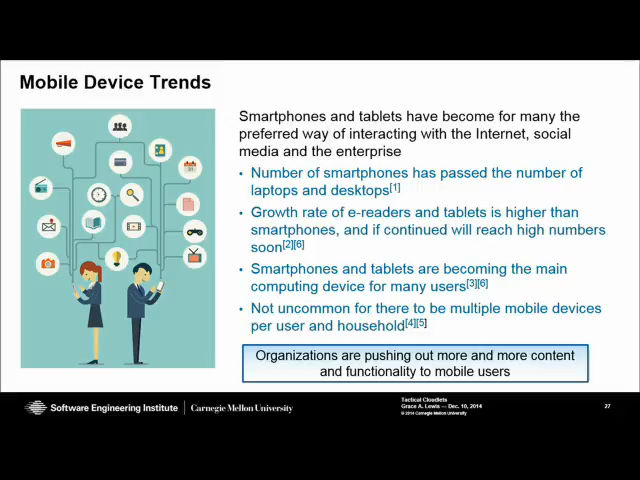 Mobile Device Trends
Smartphones and tablets have become for many the
preferred way of interacting with the Internet, social
media and the enterprise
• Number of smartphones has passed the number of
laptops and desktops[1]
• Growth rate of e-readers and tablets is higher than
smartphones, and if continued will reach high numbers
soon[2][6]
• Smartphones and tablets are becoming the main
computing device for many users[3][6]
• Not uncommon for there to be multiple mobile devices
per user and household[4][5]
Organizations are pushing out more and more content
and functionality to mobile users
Software Engineering Institute | Carnegie Mellon University
Tactical Cloudlets
Grace A. Lewis — Dec. 10, 2014
© 2014 Carnegie Mellon University
27